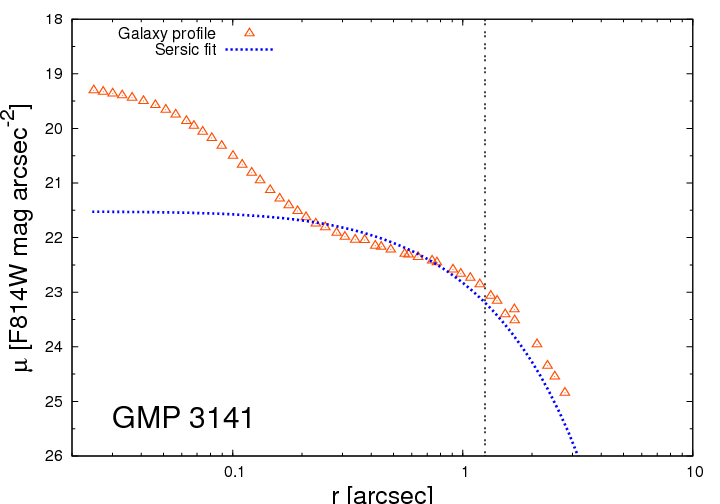 18
19
20
21
22
23
24
25
26
0.1
1
10
μ [F814W mag arcsec^-2]
r [arcsec]
Galaxy profile
Sersic fit
GMP 3141